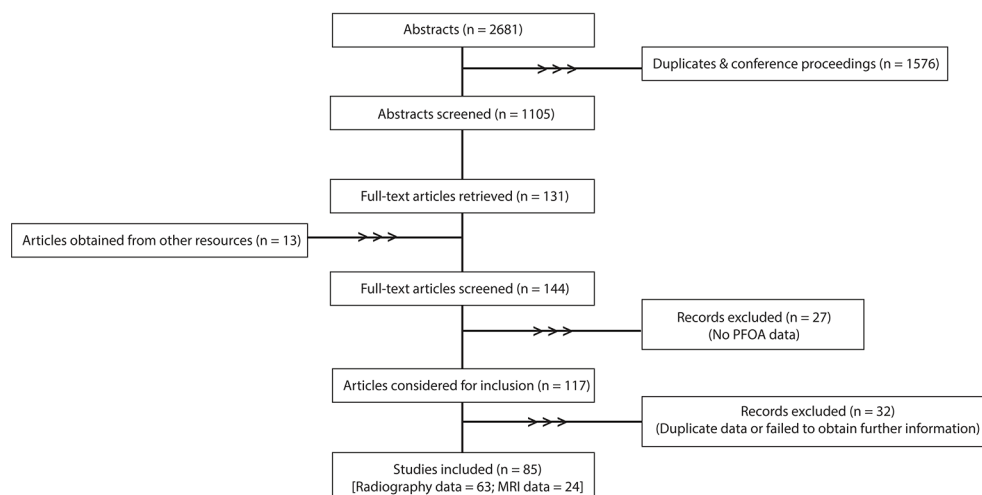 Abstracts (n = 2681)
Duplicates & conference proceedings (n = 1576)
Abstracts screened (n = 1105)
Full-text articles retrieved (n = 131)
Articles obtained from other resources (n = 13)
Full-text articles screened (n = 144)
Records excluded (n = 27)
(No PFOA data)
Articles considered for inclusion (n = 117)
Records excluded (n = 32)
(Duplicate data or failed to obtain further information)
Studies included (n = 85)
[Radiography data = 63; MRI data = 24]